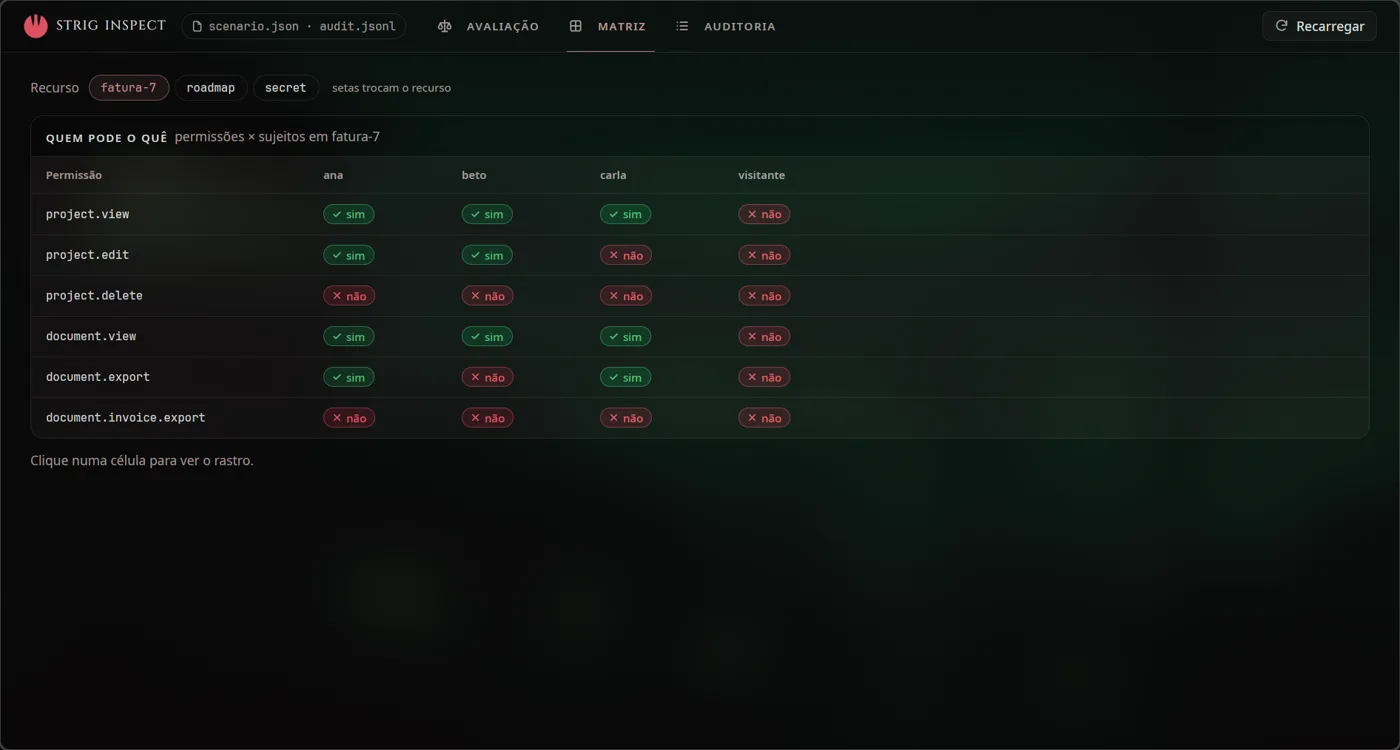 STRIG INSPECT scenario.json · audit.jsonl AVALIAÇÃO MATRIZ AUDITORIA Recarregar
Recurso fatura-7 roadmap secret setas trocam o recurso
QUEM PODE O QUÊ permissões × sujeitos em fatura-7
Permissão ana beto carla visitante
project.view sim sim sim não
project.edit sim sim não não
project.delete não não não não
document.view sim sim sim não
document.export sim não sim não
document.invoice.export não não não não
Clique numa célula para ver o rastro.